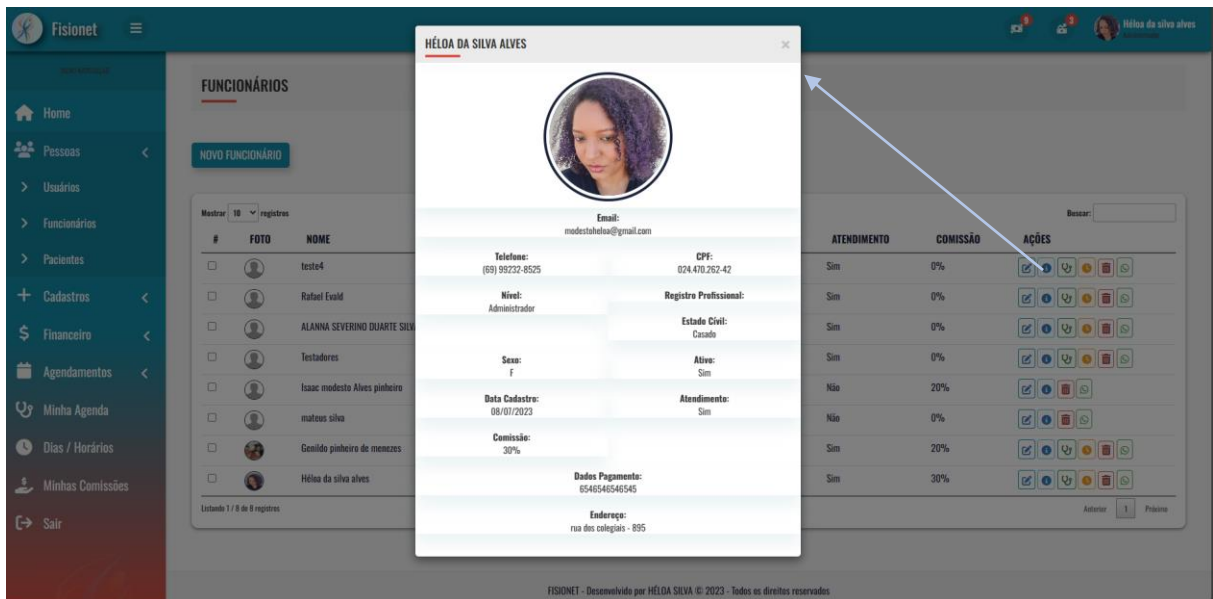 Fisionet
9
3
Héloa da silva alves
Home
Pessoas
Usuários
Funcionários
Pacientes
Cadastros
Financeiro
Agendamentos
Minha Agenda
Dias / Horários
Minhas Comissões
Sair
FUNCIONÁRIOS
NOVO FUNCIONÁRIO
Mostrar 10 registros
Buscar:
# FOTO NOME ATENDIMENTO COMISSÃO AÇÕES
teste4 Sim 0%
Rafael Evald Sim 0%
ALANNA SEVERINO DUARTE Sim 0%
Testadores Sim 0%
Isaac modesto Alves pinheiro Não 20%
mateus silva Não 0%
Genildo pinheiro de menezes Sim 20%
Héloa da silva alves Sim 30%
Listando 1 / 8 de 8 registros
Anterior 1 Próximo
HÉLOA DA SILVA ALVES ×
Email:
modestoheloa@gmail.com
Telefone: CPF:
(69) 99232-8525 024.470.262-42
Nível: Registro Profissional:
Administrador
Estado Cívil:
Casado
Sexo: Ativo:
F Sim
Data Cadastro: Atendimento:
08/07/2023 Sim
Comissão:
30%
Dados Pagamento:
6546546546545
Endereço:
rua dos colegiais - 895
FISIONET - Desenvolvido por HÉLOA SILVA © 2023 - Todos os direitos reservados